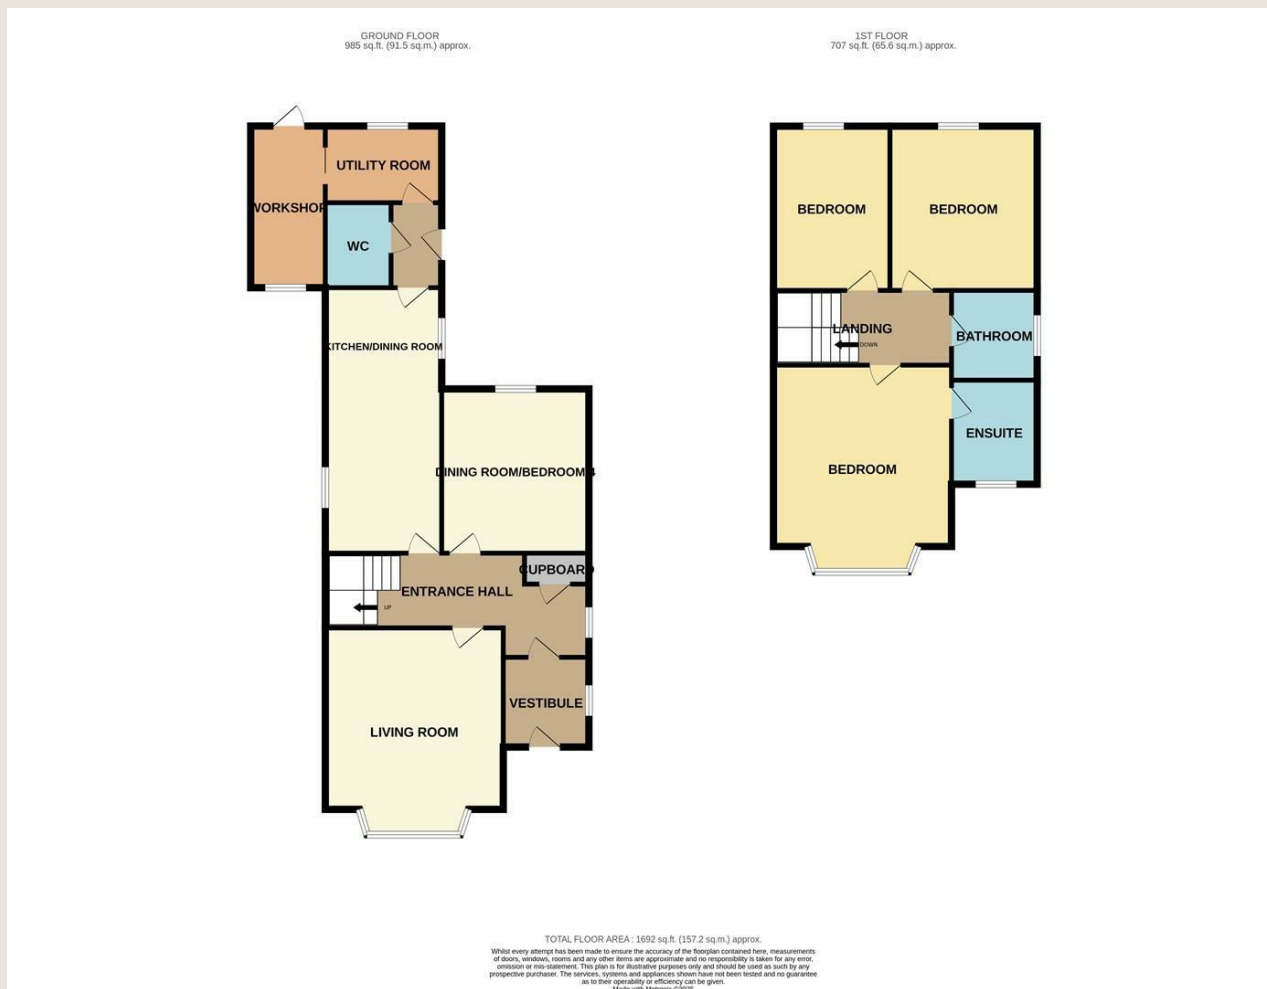 GROUND FLOOR
985 sq.ft. (91.5 sq.m.) approx.
1ST FLOOR
707 sq.ft. (65.6 sq.m.) approx.
UTILITY ROOM
WORKSHOP
WC
KITCHEN/DINING ROOM
DINING ROOM/BEDROOM 4
CUPBOARD
ENTRANCE HALL
UP
VESTIBULE
LIVING ROOM
BEDROOM
BEDROOM
LANDING
DOWN
BATHROOM
ENSUITE
BEDROOM
TOTAL FLOOR AREA : 1692 sq.ft. (157.2 sq.m.) approx.
Whilst every attempt has been made to ensure the accuracy of the floorplan contained here, measurements
of doors, windows, rooms and any other items are approximate and no responsibility is taken for any error,
omission or mis-statement. This plan is for illustrative purposes only and should be used as such by any
prospective purchaser. The services, systems and appliances shown have not been tested and no guarantee
as to their operability or efficiency can be given.
Made with Metropix ©2025